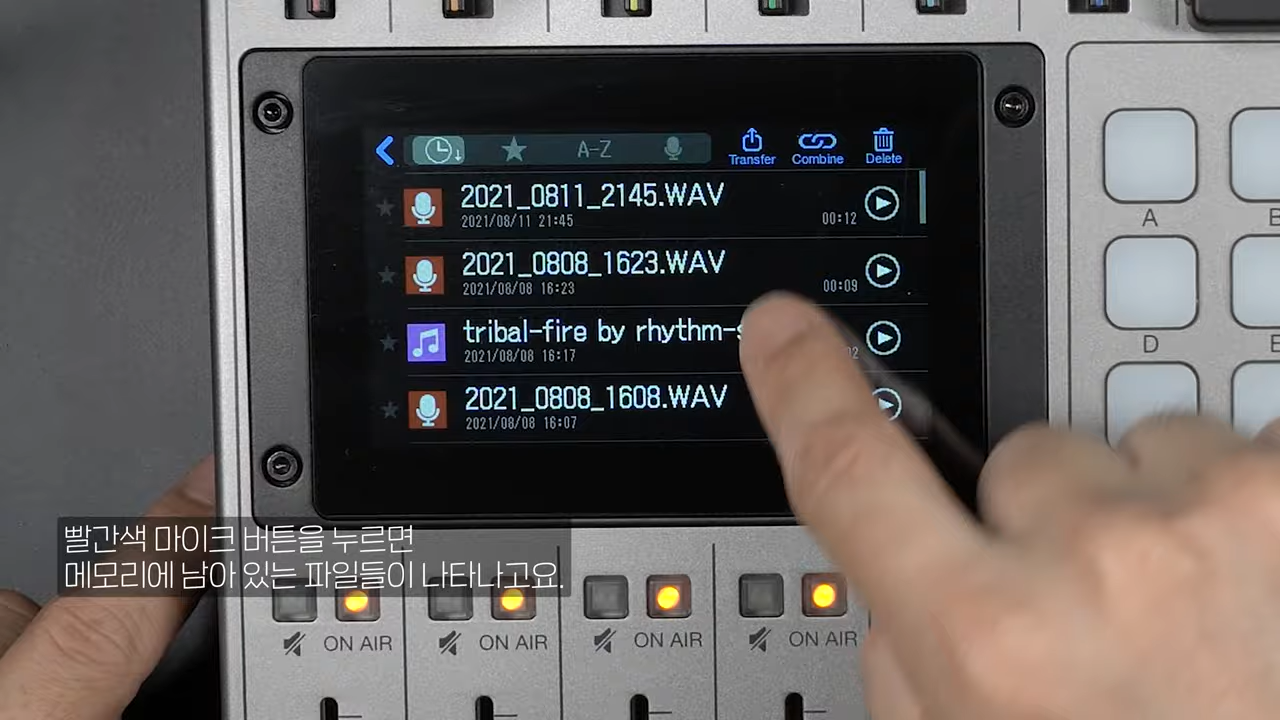 A-Z
Transfer Combine Delete
2021_0811_2145.WAV
2021/08/11 21:45
00:12
2021_0808_1623.WAV
2021/08/08 16:23
00:09
tribal-fire by
2021/08/08 16:17
2021_0808_1608.WAV
2021/08/08 16:07
A
D
빨간색 마이크 버튼을 누르면
메모리에 남아 있는 파일들이 나타나고요.
ON AIR ON AIR ON AIR ON AIR